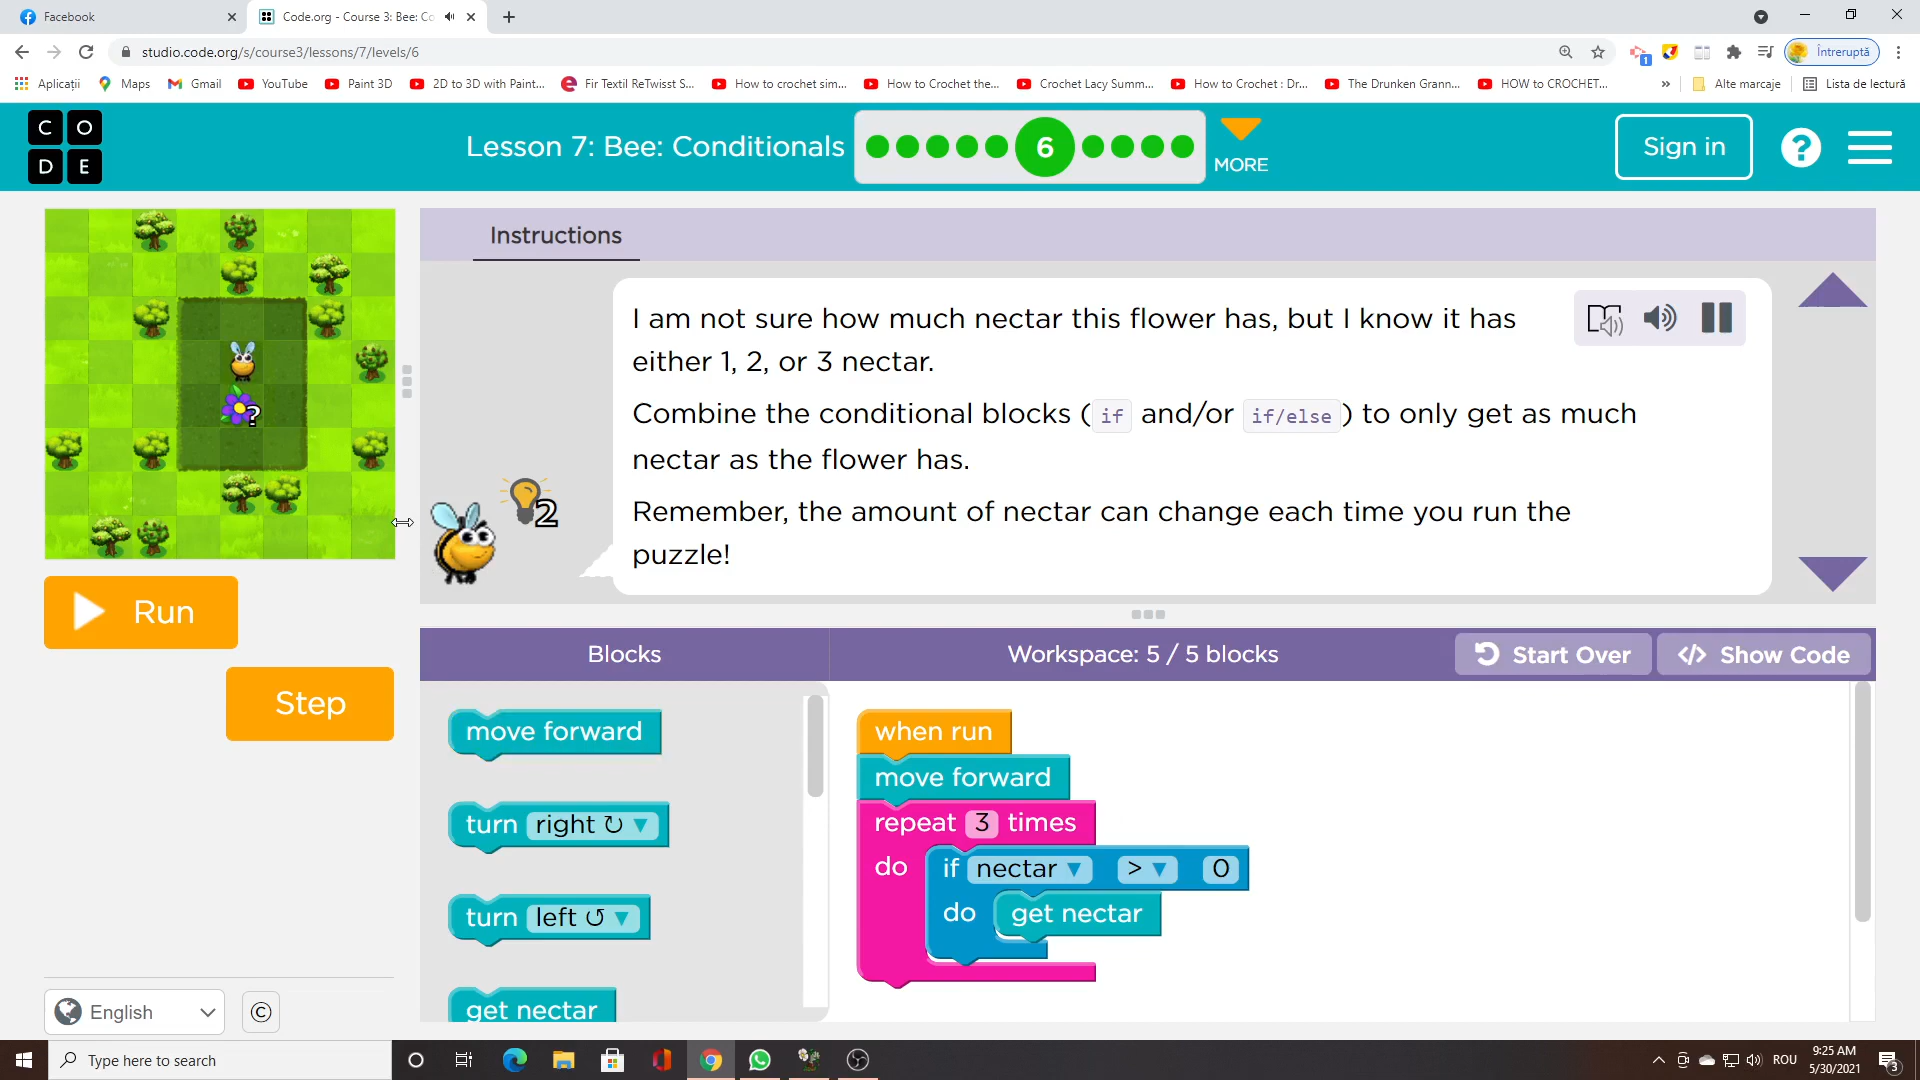 Facebook
Code.org - Course 3: Bee: Co
studio.code.org/s/course3/lessons/7/levels/6
1
Întreruptă
Aplicații
Maps
Gmail
YouTube
Paint 3D
2D to 3D with Paint...
Fir Textil ReTwisst S...
How to crochet sim...
How to Crochet the...
Crochet Lacy Summ...
How to Crochet : Dr...
The Drunken Grann...
HOW to CROCHET...
»
Alte marcaje
Lista de lectură
C O
D E
Lesson 7: Bee: Conditionals
6
MORE
Sign in
?
Instructions
I am not sure how much nectar this flower has, but I know it has
either 1, 2, or 3 nectar.
Combine the conditional blocks ( if and/or if/else ) to only get as much
nectar as the flower has.
Remember, the amount of nectar can change each time you run the
puzzle!
2
?
Run
Step
Blocks
Workspace: 5 / 5 blocks
Start Over
</> Show Code
move forward
turn right ↻ ▼
turn left ↺ ▼
get nectar
when run
move forward
repeat 3 times
do
if nectar ▼ > ▼ 0
do
get nectar
English
©
Type here to search
ROU
9:25 AM
5/30/2021
3